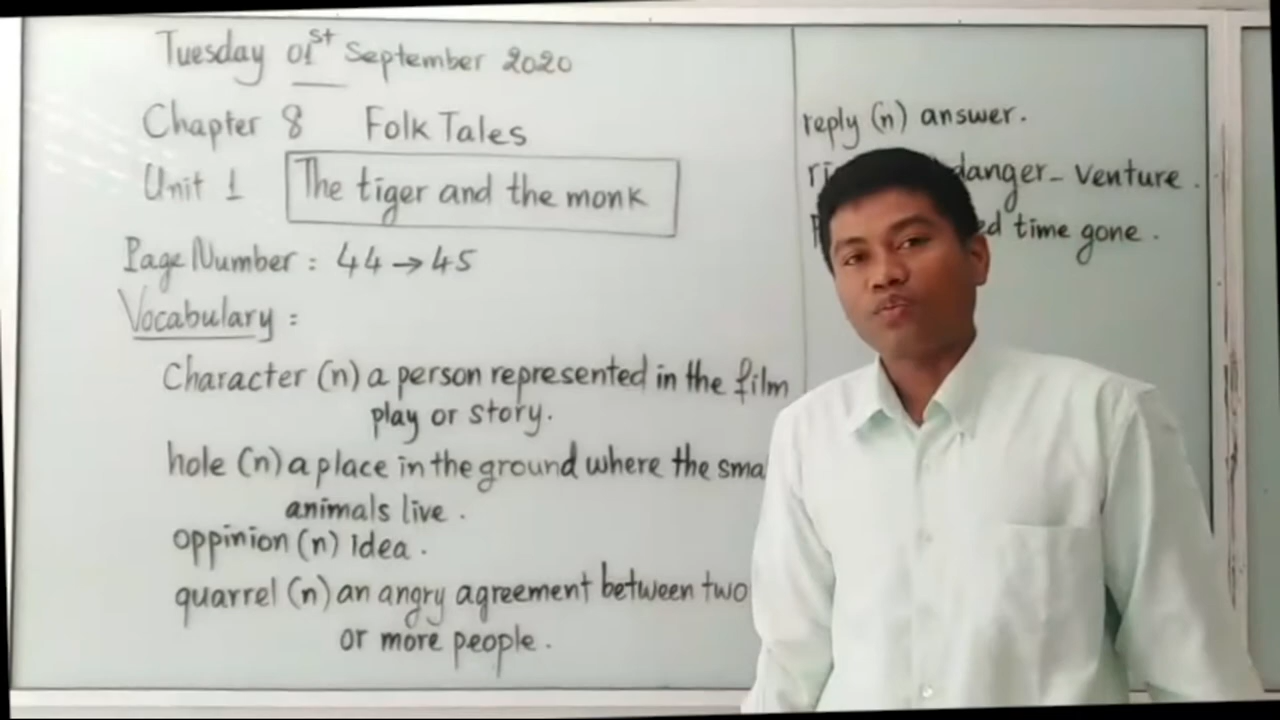 Tuesday 01st September 2020
Chapter 8 Folk Tales
Unit 1 The tiger and the monk
Page Number : 44 → 45
Vocabulary :
Character (n) a person represented in the film
play or story.
hole (n) a place in the ground where the
animals live .
oppinion (n) Idea .
quarrel (n) an angry agreement between two
or more people .
reply (n) answer .
danger - venture .
time gone .